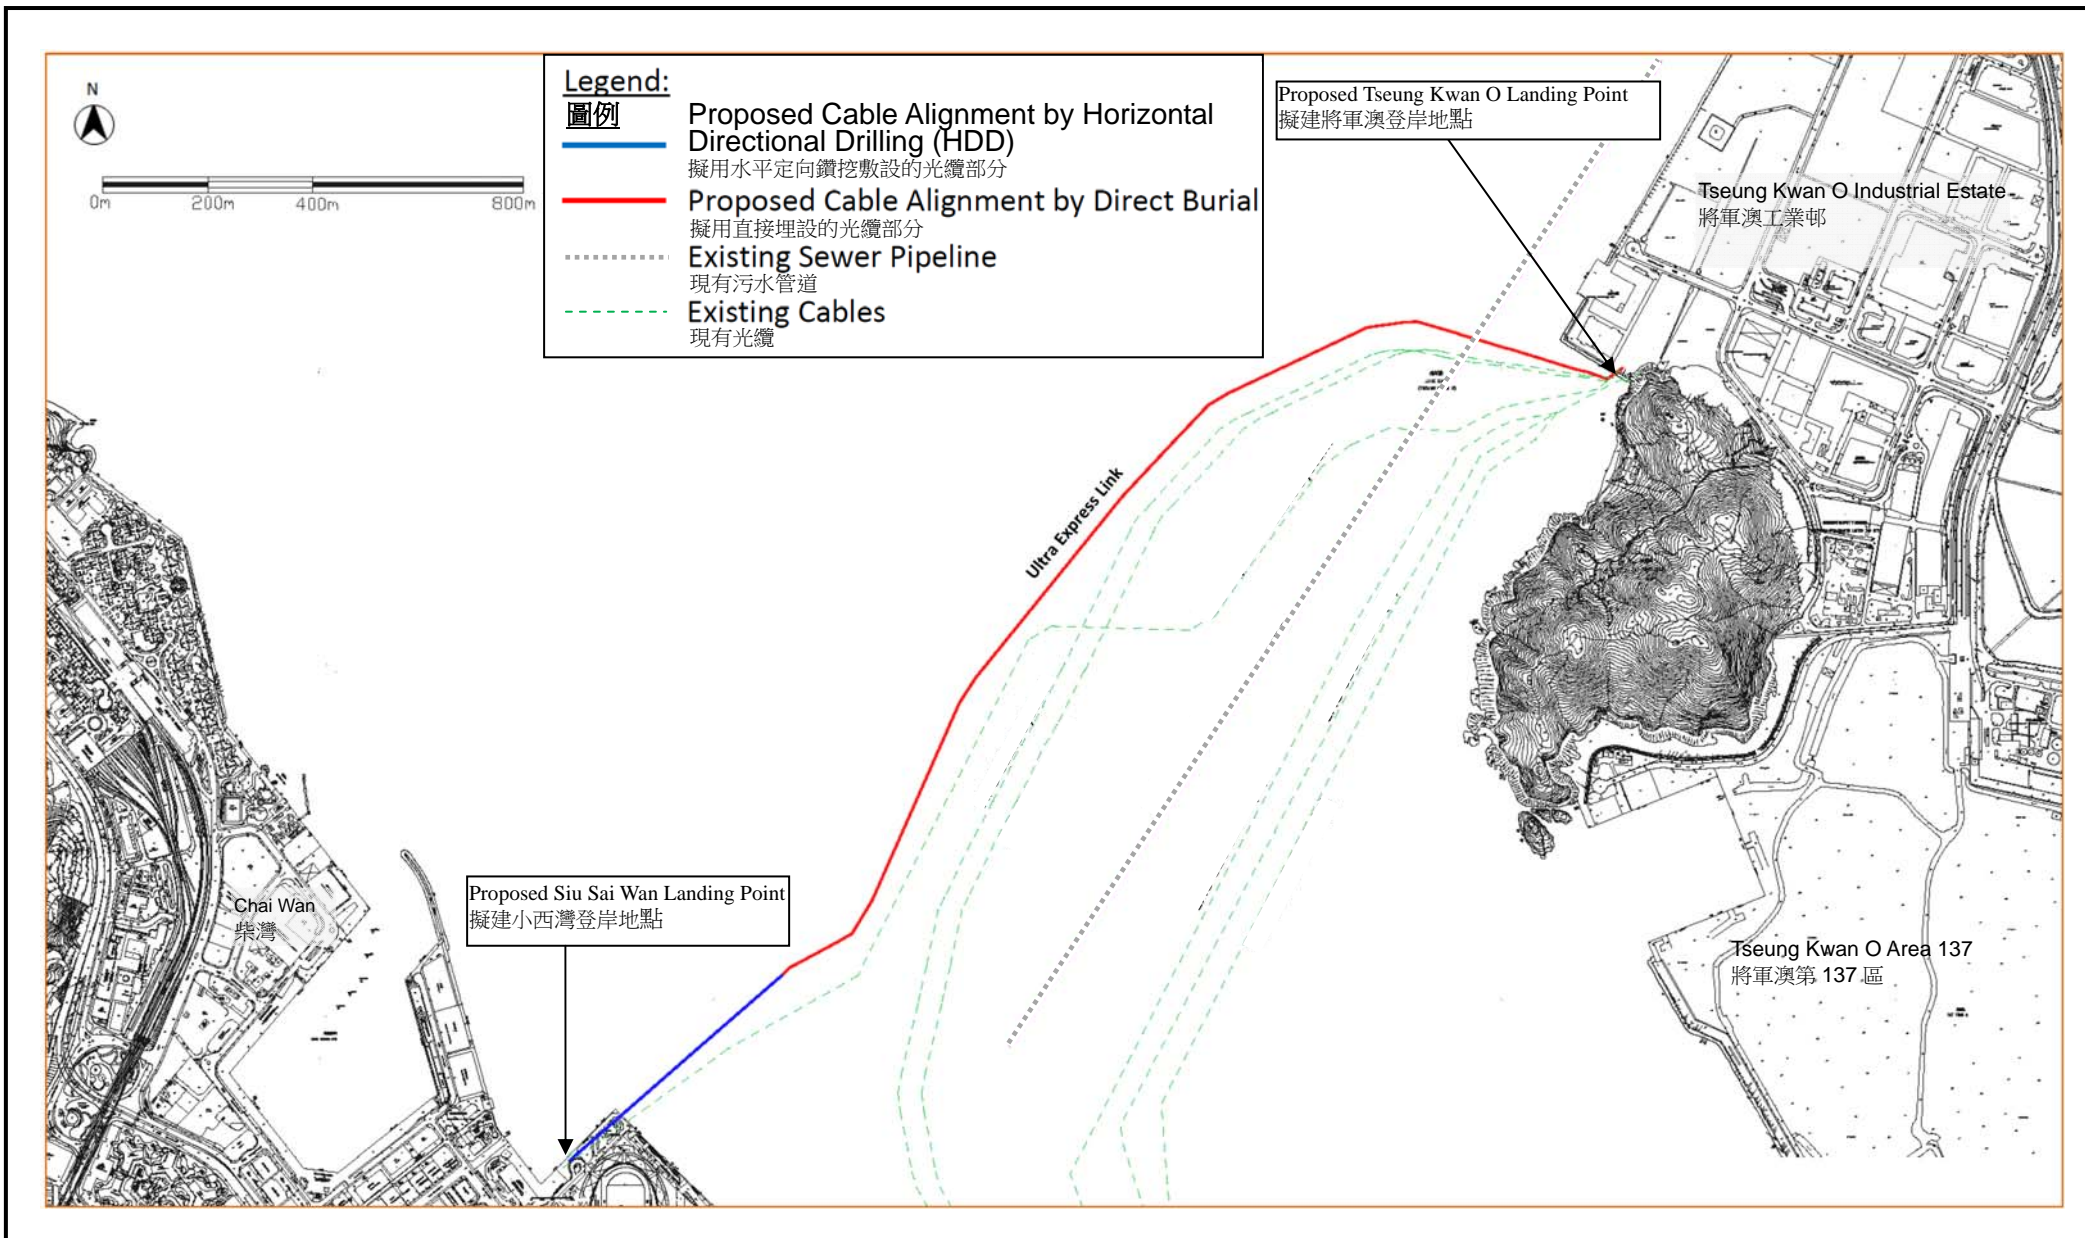 N
0m 200m 400m 800m
Legend:
圖例
Proposed Cable Alignment by Horizontal
Directional Drilling (HDD)
擬用水平定向鑽挖敷設的光纜部分
Proposed Cable Alignment by Direct Burial
擬用直接埋設的光纜部分
Existing Sewer Pipeline
現有污水管道
Existing Cables
現有光纜
Proposed Tseung Kwan O Landing Point
擬建將軍澳登岸地點
Tseung Kwan O Industrial Estate
將軍澳工業邨
Ultra Express Link
Proposed Siu Sai Wan Landing Point
擬建小西灣登岸地點
Chai Wan
柴灣
Tseung Kwan O Area 137
將軍澳第 137 區